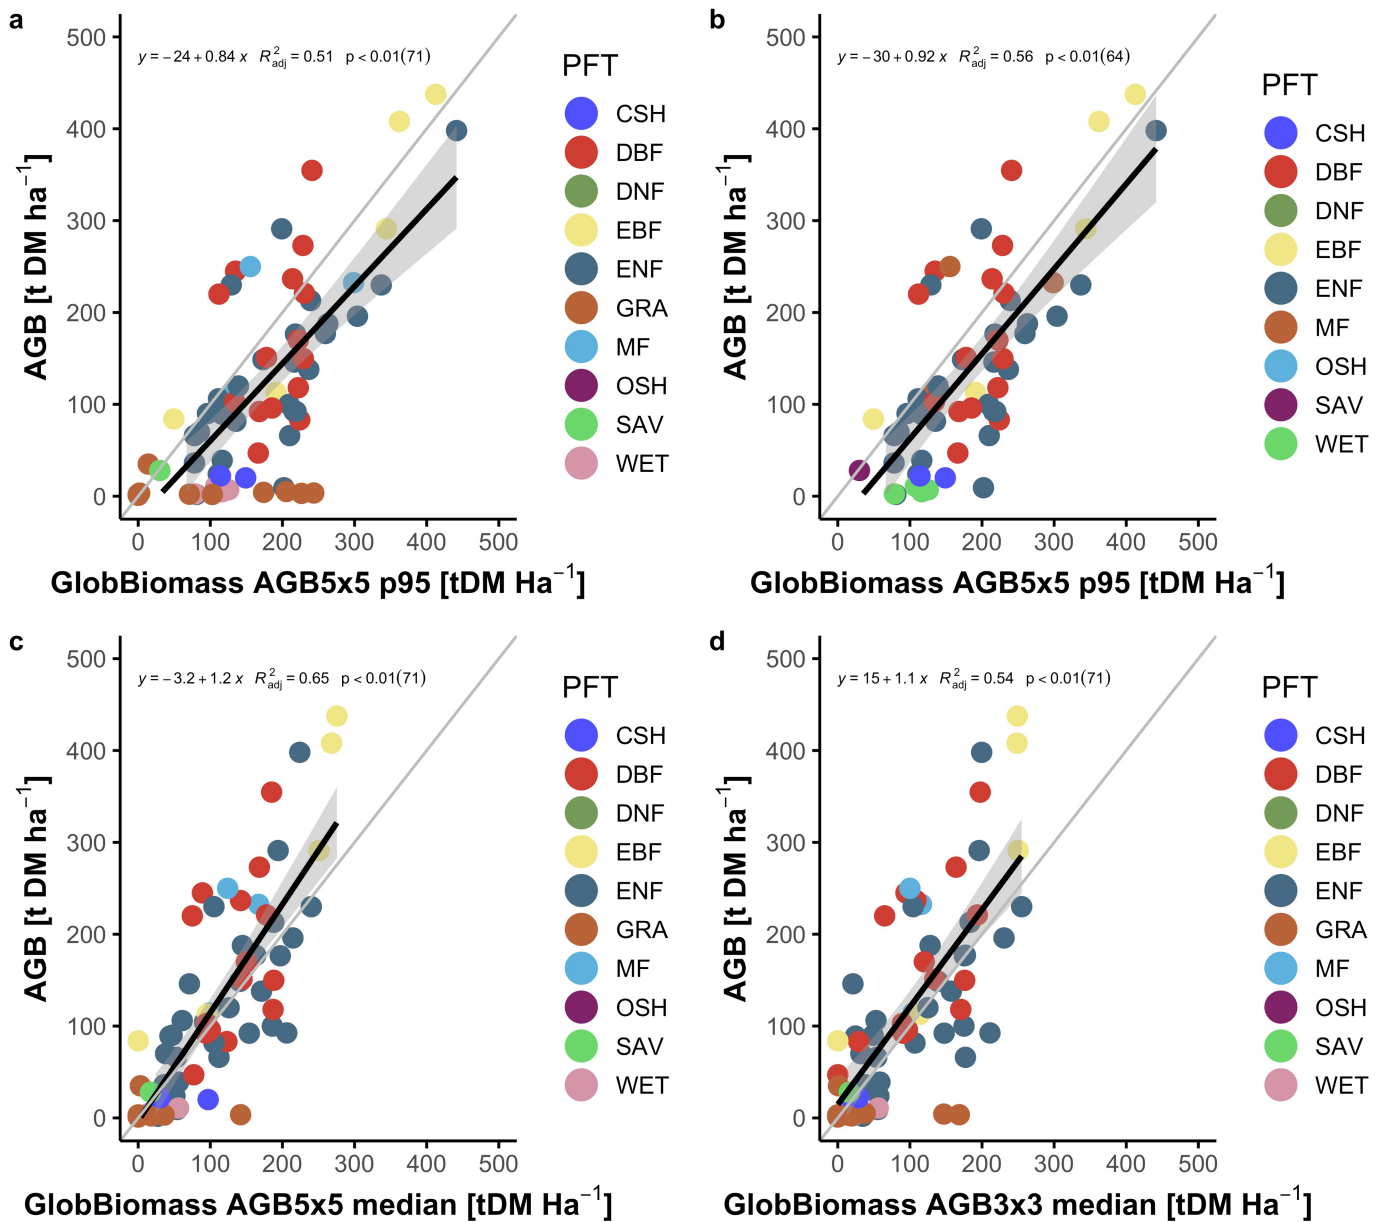 a
y = −24 + 0.84 x R²adj = 0.51 p < 0.01(71)
AGB [t DM ha⁻¹]
500
400
300
200
100
0
0 100 200 300 400 500
GlobBiomass AGB5x5 p95 [tDM Ha⁻¹]
PFT
CSH
DBF
DNF
EBF
ENF
GRA
MF
OSH
SAV
WET
b
y = −30 + 0.92 x R²adj = 0.56 p < 0.01(64)
AGB [t DM ha⁻¹]
500
400
300
200
100
0
0 100 200 300 400 500
GlobBiomass AGB5x5 p95 [tDM Ha⁻¹]
PFT
CSH
DBF
DNF
EBF
ENF
MF
OSH
SAV
WET
c
y = −3.2 + 1.2 x R²adj = 0.65 p < 0.01(71)
AGB [t DM ha⁻¹]
500
400
300
200
100
0
0 100 200 300 400 500
GlobBiomass AGB5x5 median [tDM Ha⁻¹]
PFT
CSH
DBF
DNF
EBF
ENF
GRA
MF
OSH
SAV
WET
d
y = 15 + 1.1 x R²adj = 0.54 p < 0.01(71)
AGB [t DM ha⁻¹]
500
400
300
200
100
0
0 100 200 300 400 500
GlobBiomass AGB3x3 median [tDM Ha⁻¹]
PFT
CSH
DBF
DNF
EBF
ENF
GRA
MF
OSH
SAV
WET